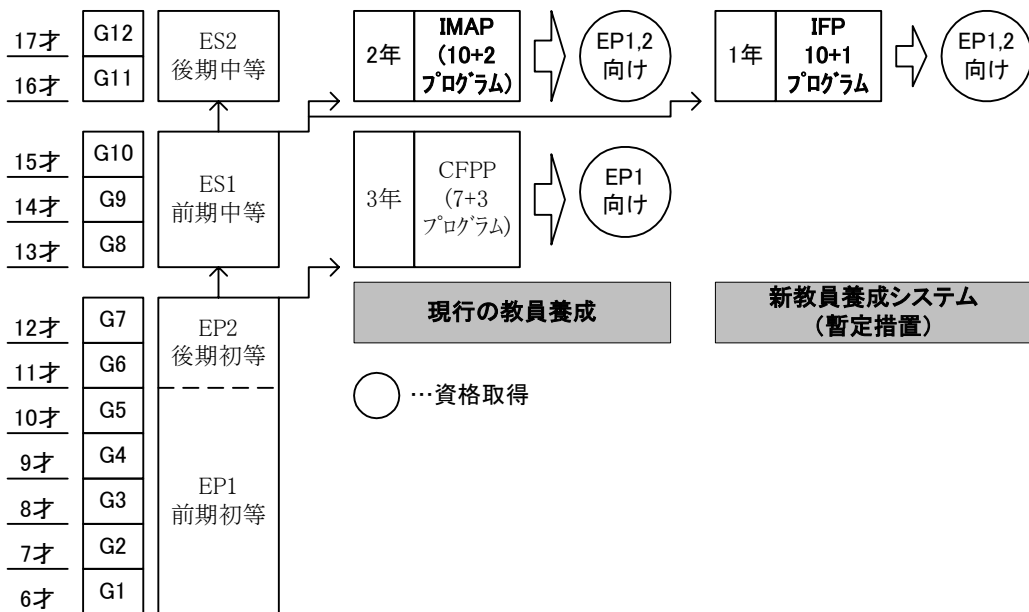 17才
16才
15才
14才
13才
12才
11才
10才
9才
8才
7才
6才
G12
G11
G10
G9
G8
G7
G6
G5
G4
G3
G2
G1
ES2
後期中等
ES1
前期中等
EP2
後期初等
EP1
前期初等
2年
IMAP
(10+2
プログラム)
EP1,2
向け
3年
CFPP
(7+3
プログラム)
EP1
向け
現行の教員養成
…資格取得
1年
IFP
10+1
プログラム
EP1,2
向け
新教員養成システム
(暫定措置)